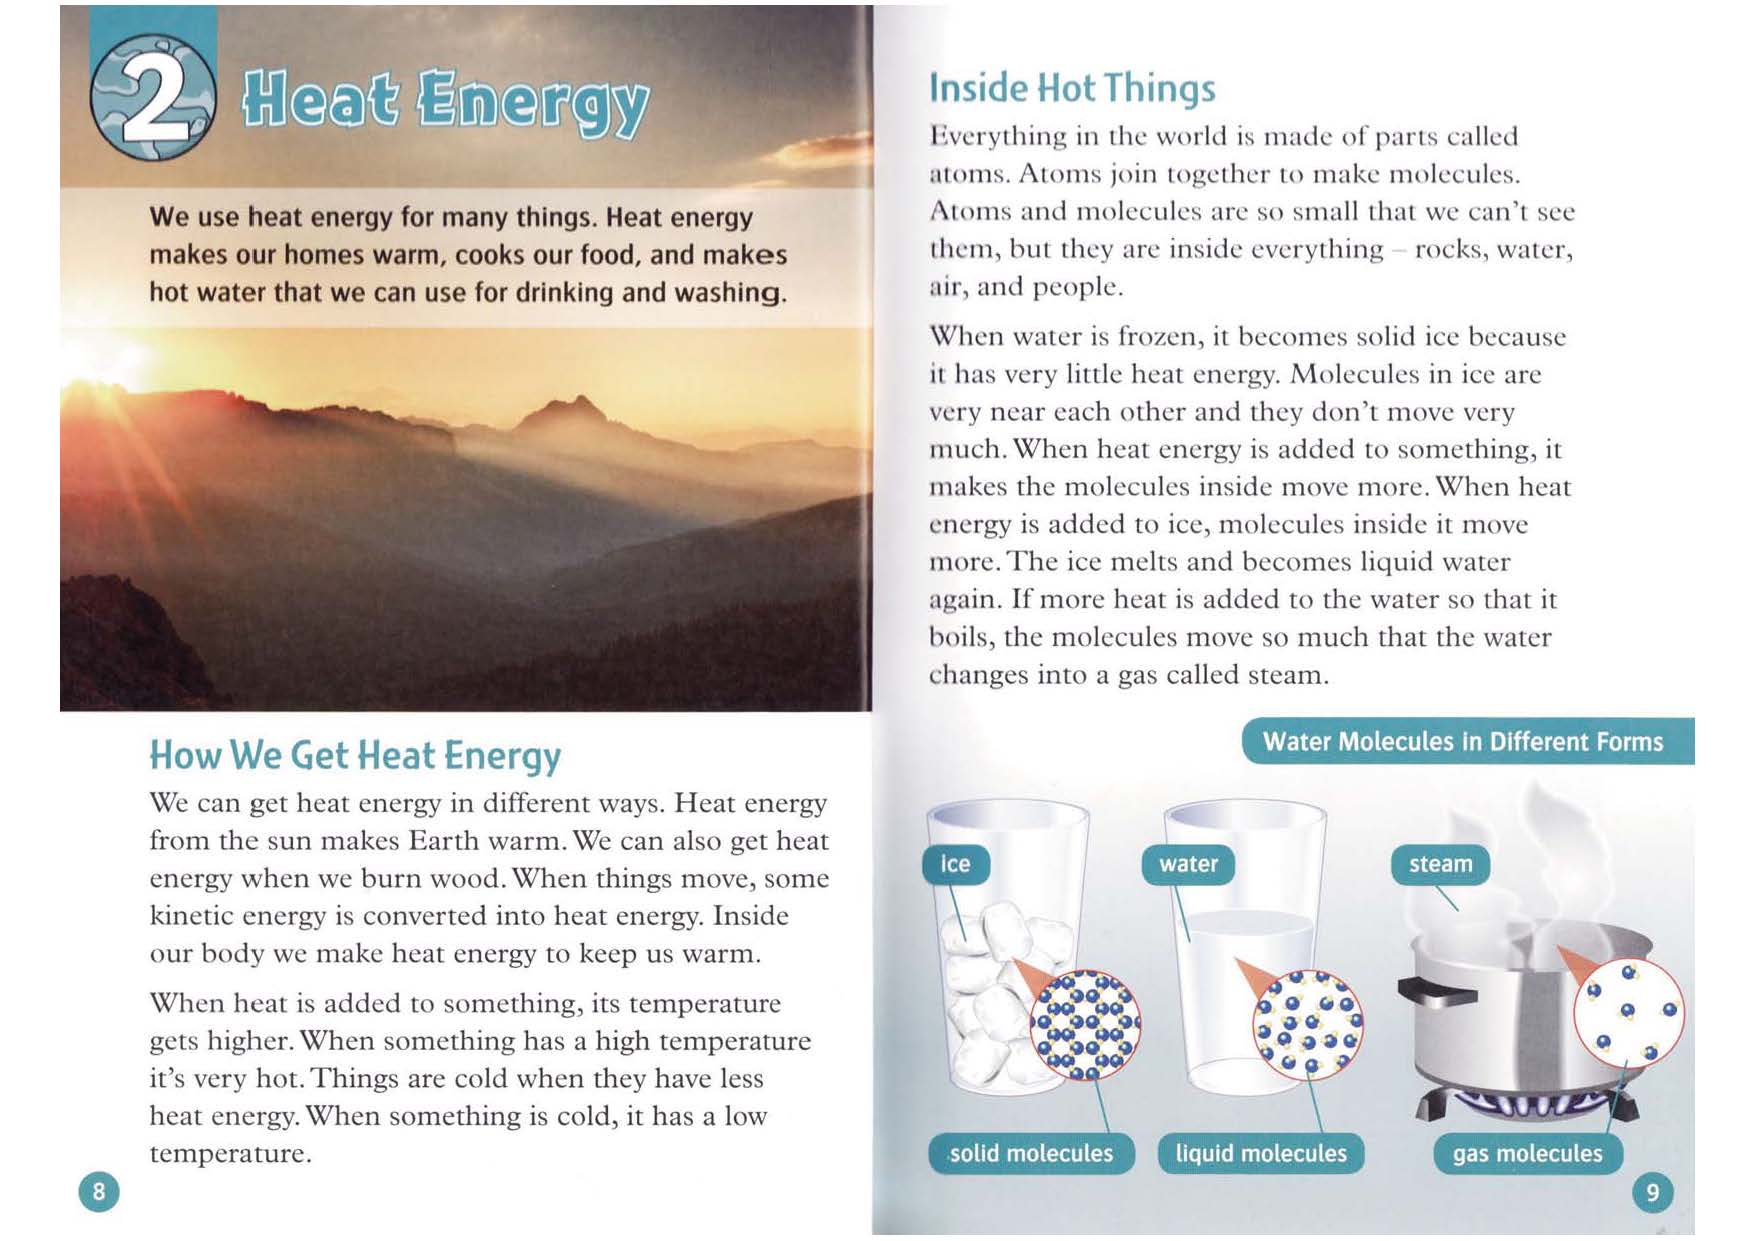 2
Heat Energy
We use heat energy for many things. Heat energy
makes our homes warm, cooks our food, and makes
hot water that we can use for drinking and washing.
How We Get Heat Energy
We can get heat energy in different ways. Heat energy
from the sun makes Earth warm. We can also get heat
energy when we burn wood. When things move, some
kinetic energy is converted into heat energy. Inside
our body we make heat energy to keep us warm.
When heat is added to something, its temperature
gets higher. When something has a high temperature
it's very hot. Things are cold when they have less
heat energy. When something is cold, it has a low
temperature.
8
Inside Hot Things
Everything in the world is made of parts called
atoms. Atoms join together to make molecules.
Atoms and molecules are so small that we can't see
them, but they are inside everything – rocks, water,
air, and people.
When water is frozen, it becomes solid ice because
it has very little heat energy. Molecules in ice are
very near each other and they don't move very
much. When heat energy is added to something, it
makes the molecules inside move more. When heat
energy is added to ice, molecules inside it move
more. The ice melts and becomes liquid water
again. If more heat is added to the water so that it
boils, the molecules move so much that the water
changes into a gas called steam.
Water Molecules in Different Forms
ice
water
steam
solid molecules
liquid molecules
gas molecules
9